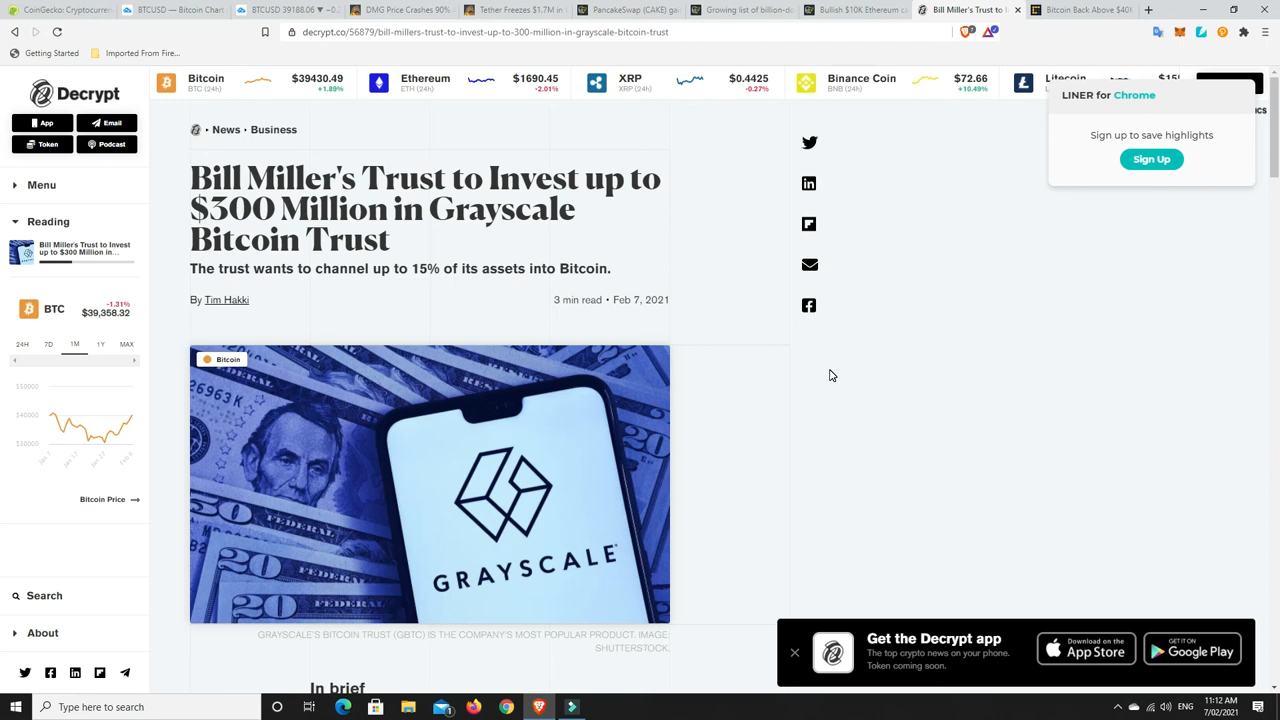 CoinGecko: Cryptocurren
BTCUSD — Bitcoin Chart
BTCUSD 39188.06 ▼ −0.
DMG Price Crashes 90%
Tether Freezes $1.7M in
PancakeSwap (CAKE) ga
Growing list of billion-do
Bullish $10K Ethereum c
Bill Miller's Trust to I
Bitcoin Back Above $40K
decrypt.co/56879/bill-millers-trust-to-invest-up-to-300-million-in-grayscale-bitcoin-trust
Getting Started
Imported From Fire...
Bitcoin
BTC (24h)
$39430.49
+1.89%
Ethereum
ETH (24h)
$1690.45
-2.01%
XRP
XRP (24h)
$0.4425
-0.27%
Binance Coin
BNB (24h)
$72.66
+10.49%
Litecoin
Decrypt
App
Email
Token
Podcast
Menu
Reading
Bill Miller's Trust to Invest
up to $300 Million in...
BTC
-1.31%
$39,358.32
24H 7D 1M 1Y MAX
$50000
$40000
$30000
Bitcoin Price
Search
About
News • Business
Bill Miller's Trust to Invest up to
$300 Million in Grayscale
Bitcoin Trust
The trust wants to channel up to 15% of its assets into Bitcoin.
By Tim Hakki
3 min read • Feb 7, 2021
Bitcoin
GRAYSCALE
GRAYSCALE'S BITCOIN TRUST (GBTC) IS THE COMPANY'S MOST POPULAR PRODUCT. IMAGE:
SHUTTERSTOCK.
In brief
LINER for Chrome
Sign up to save highlights
Sign Up
Get the Decrypt app
The top crypto news on your phone.
Token coming soon.
Download on the
App Store
GET IT ON
Google Play
Type here to search
ENG
11:12 AM
7/02/2021